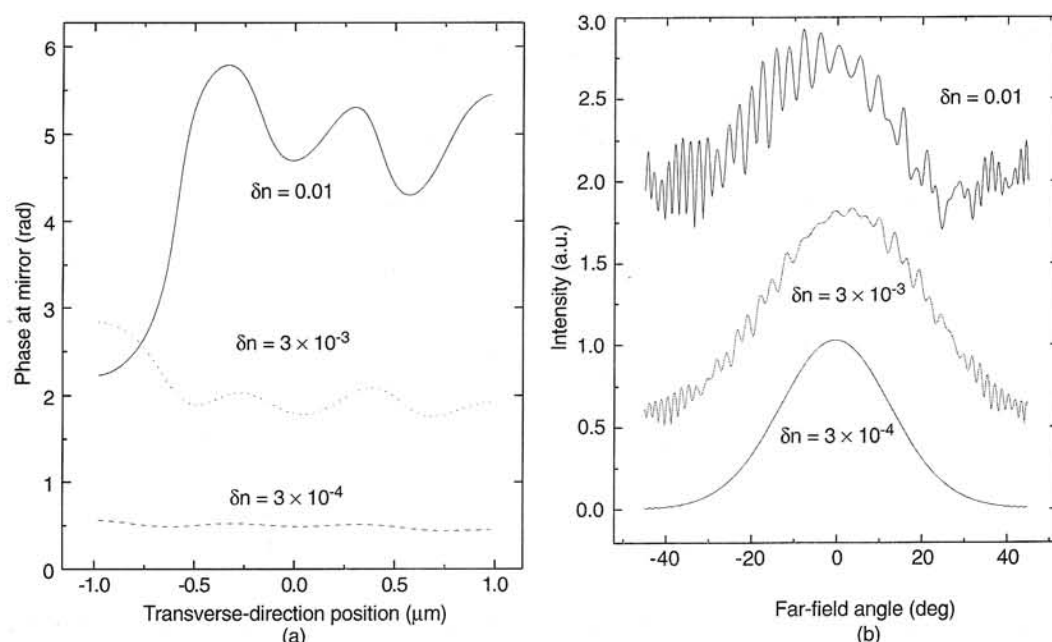 Phase at mirror (rad)
6
5
4
3
2
1
0
δn = 0.01
δn = 3 × 10⁻³
δn = 3 × 10⁻⁴
-1.0
-0.5
0.0
0.5
1.0
Transverse-direction position (μm)
(a)
Intensity (a.u.)
3.0
2.5
2.0
1.5
1.0
0.5
0.0
δn = 0.01
δn = 3 × 10⁻³
δn = 3 × 10⁻⁴
-40
-20
0
20
40
Far-field angle (deg)
(b)